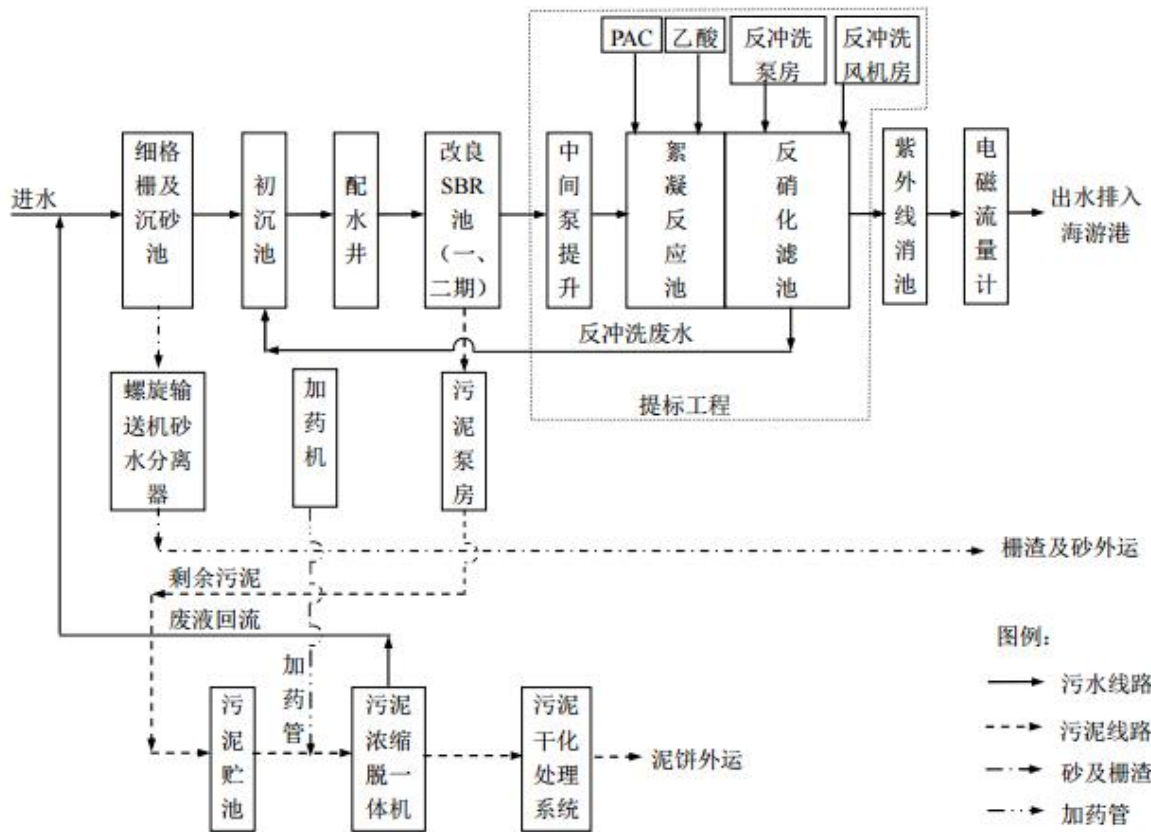 PAC
乙酸
反冲洗
泵房
反冲洗
风机房
进水
细格
栅及
沉砂
池
初
沉
池
配
水
井
改良
SBR
池
（一、
二期）
中
间
泵
提
升
絮
凝
反
应
池
反
硝
化
滤
池
紫
外
线
消
池
电
磁
流
量
计
出水排入
海游港
反冲洗废水
提标工程
螺旋输
送机砂
水分离
器
加
药
机
污
泥
泵
房
栅渣及砂外运
剩余污泥
废液回流
加
药
管
污
泥
贮
池
污泥
浓缩
脱一
体机
污泥
干化
处理
系统
泥饼外运
图例：
污水线路
污泥线路
砂及栅渣
加药管